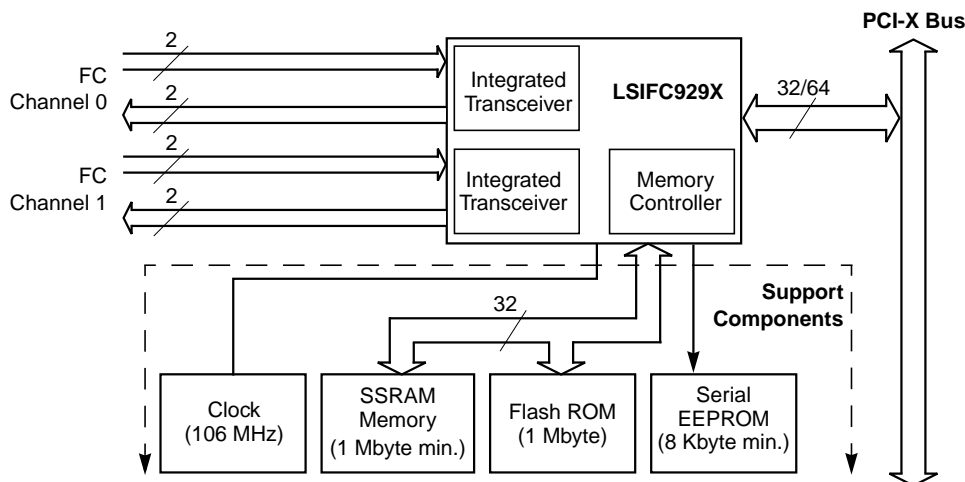 PCI-X Bus
2
FC
Channel 0
2
2
FC
Channel 1
2
Integrated
Transceiver
LSIFC929X
32/64
Integrated
Transceiver
Memory
Controller
Support
Components
32
Clock
(106 MHz)
SSRAM
Memory
(1 Mbyte min.)
Flash ROM
(1 Mbyte)
Serial
EEPROM
(8 Kbyte min.)